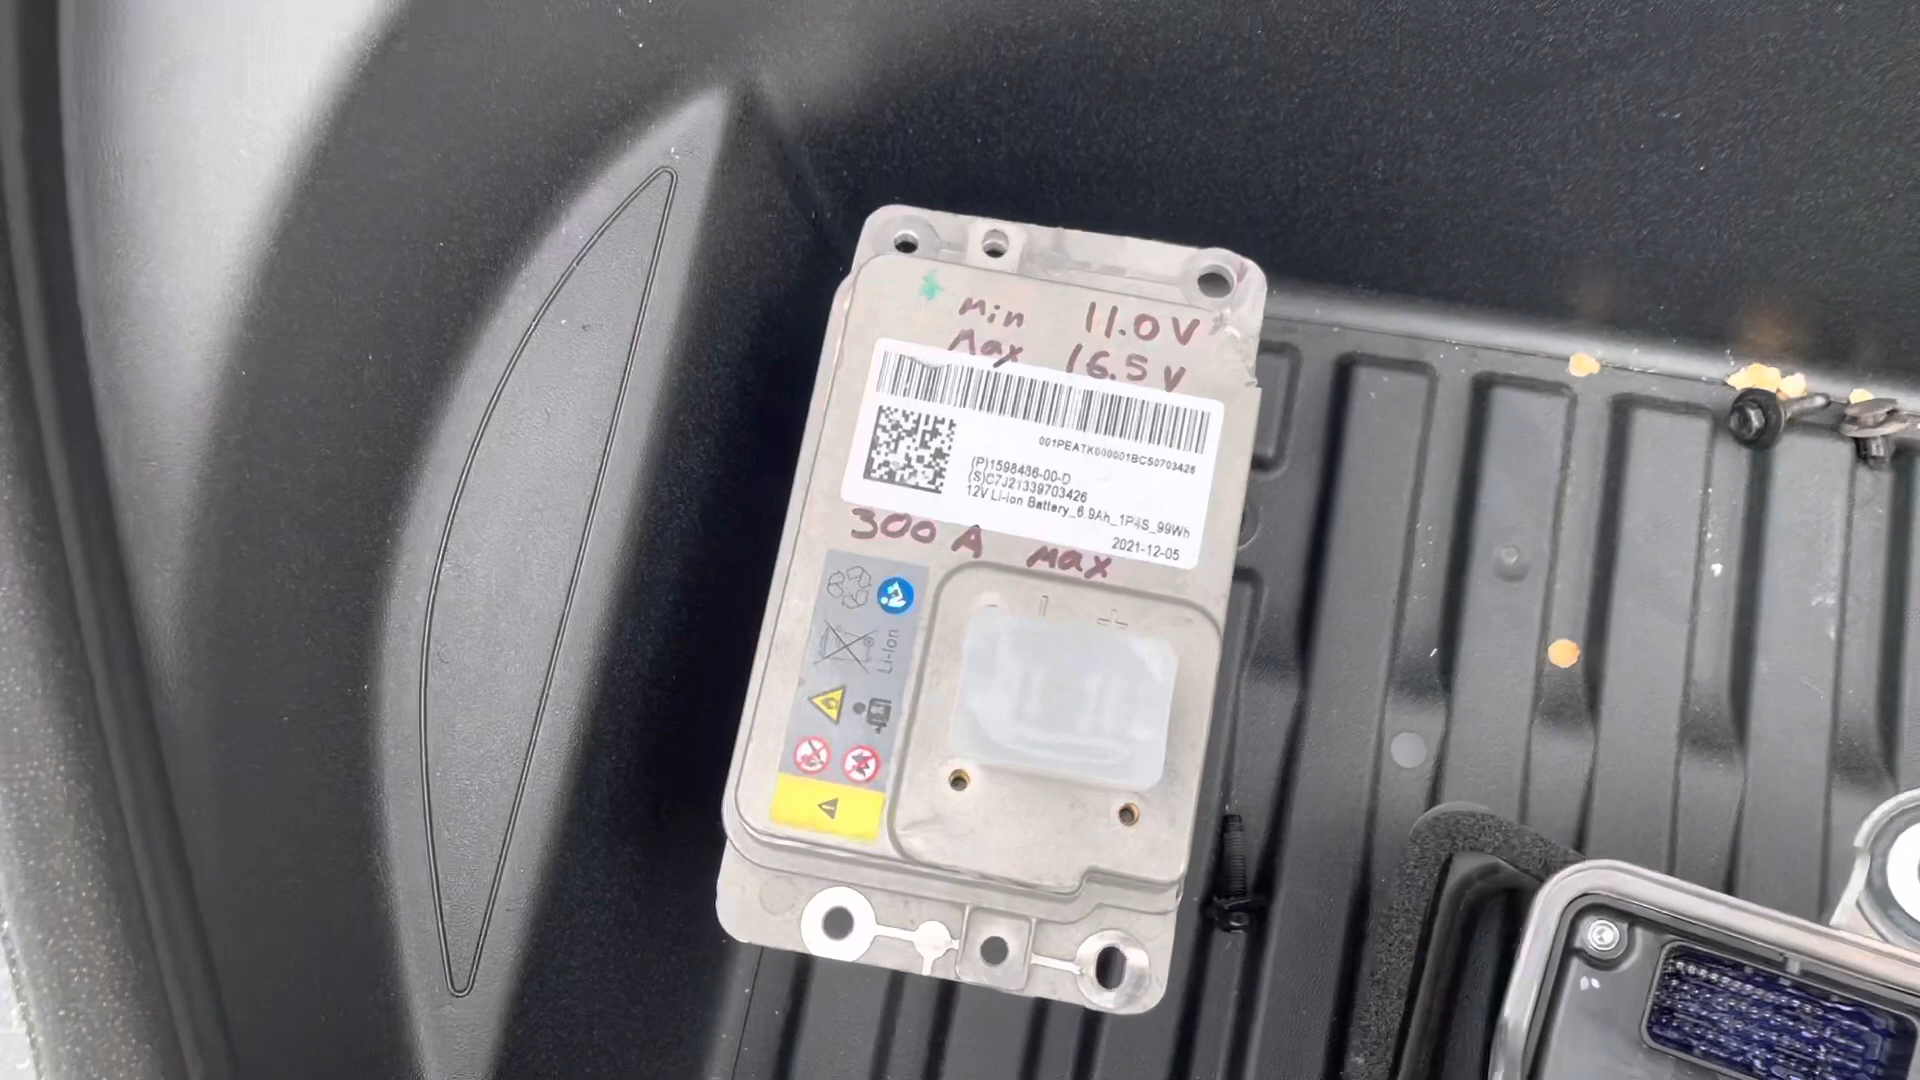 Min 11.0V
Max 16.5V
001PEATK000001BC50703426
(P)1598486-00-D
(S)C7J21339703426
12V Li-Ion Battery_6.9Ah_1P4S_99Wh
2021-12-05
300 A Max
Li-Ion